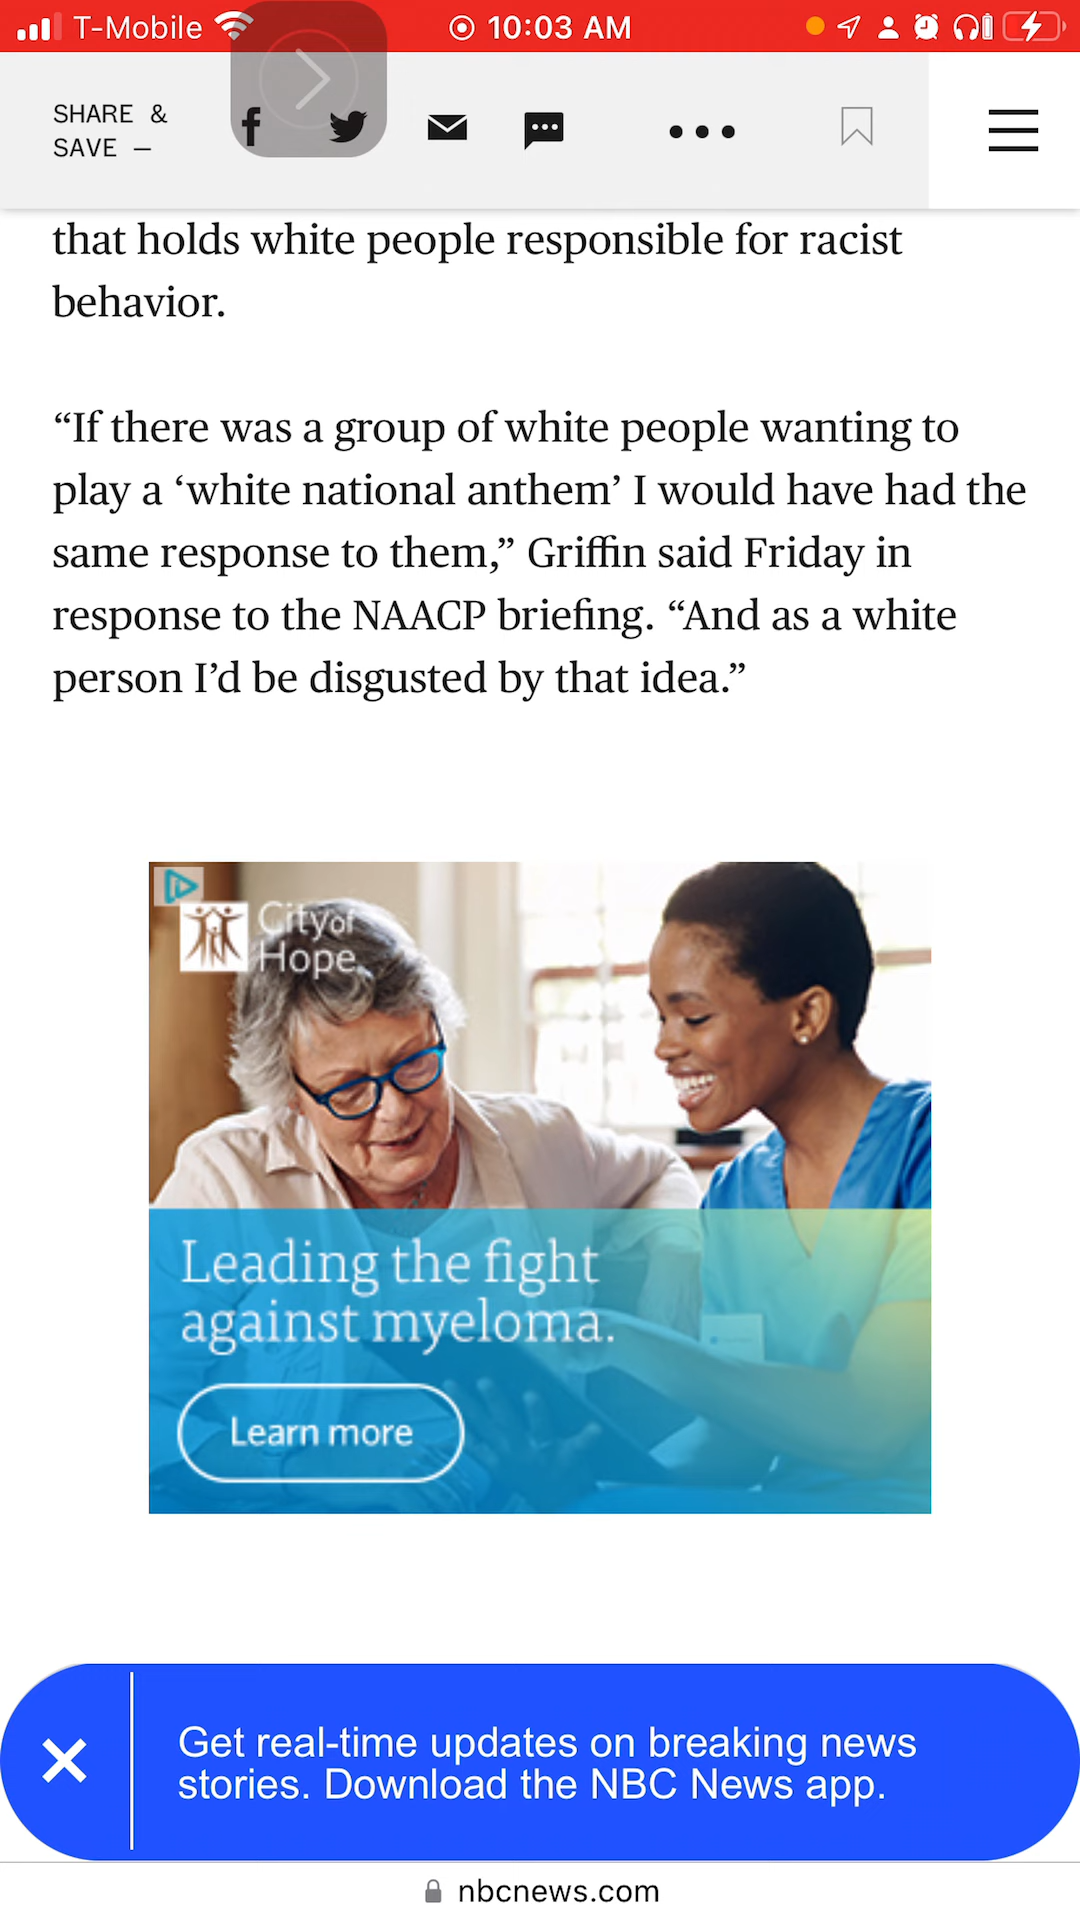 T-Mobile 10:03 AM
SHARE &
SAVE —
that holds white people responsible for racist
behavior.
“If there was a group of white people wanting to
play a ‘white national anthem’ I would have had the
same response to them,” Griffin said Friday in
response to the NAACP briefing. “And as a white
person I’d be disgusted by that idea.”
City of
Hope
Leading the fight
against myeloma.
Learn more
Get real-time updates on breaking news
stories. Download the NBC News app.
nbcnews.com